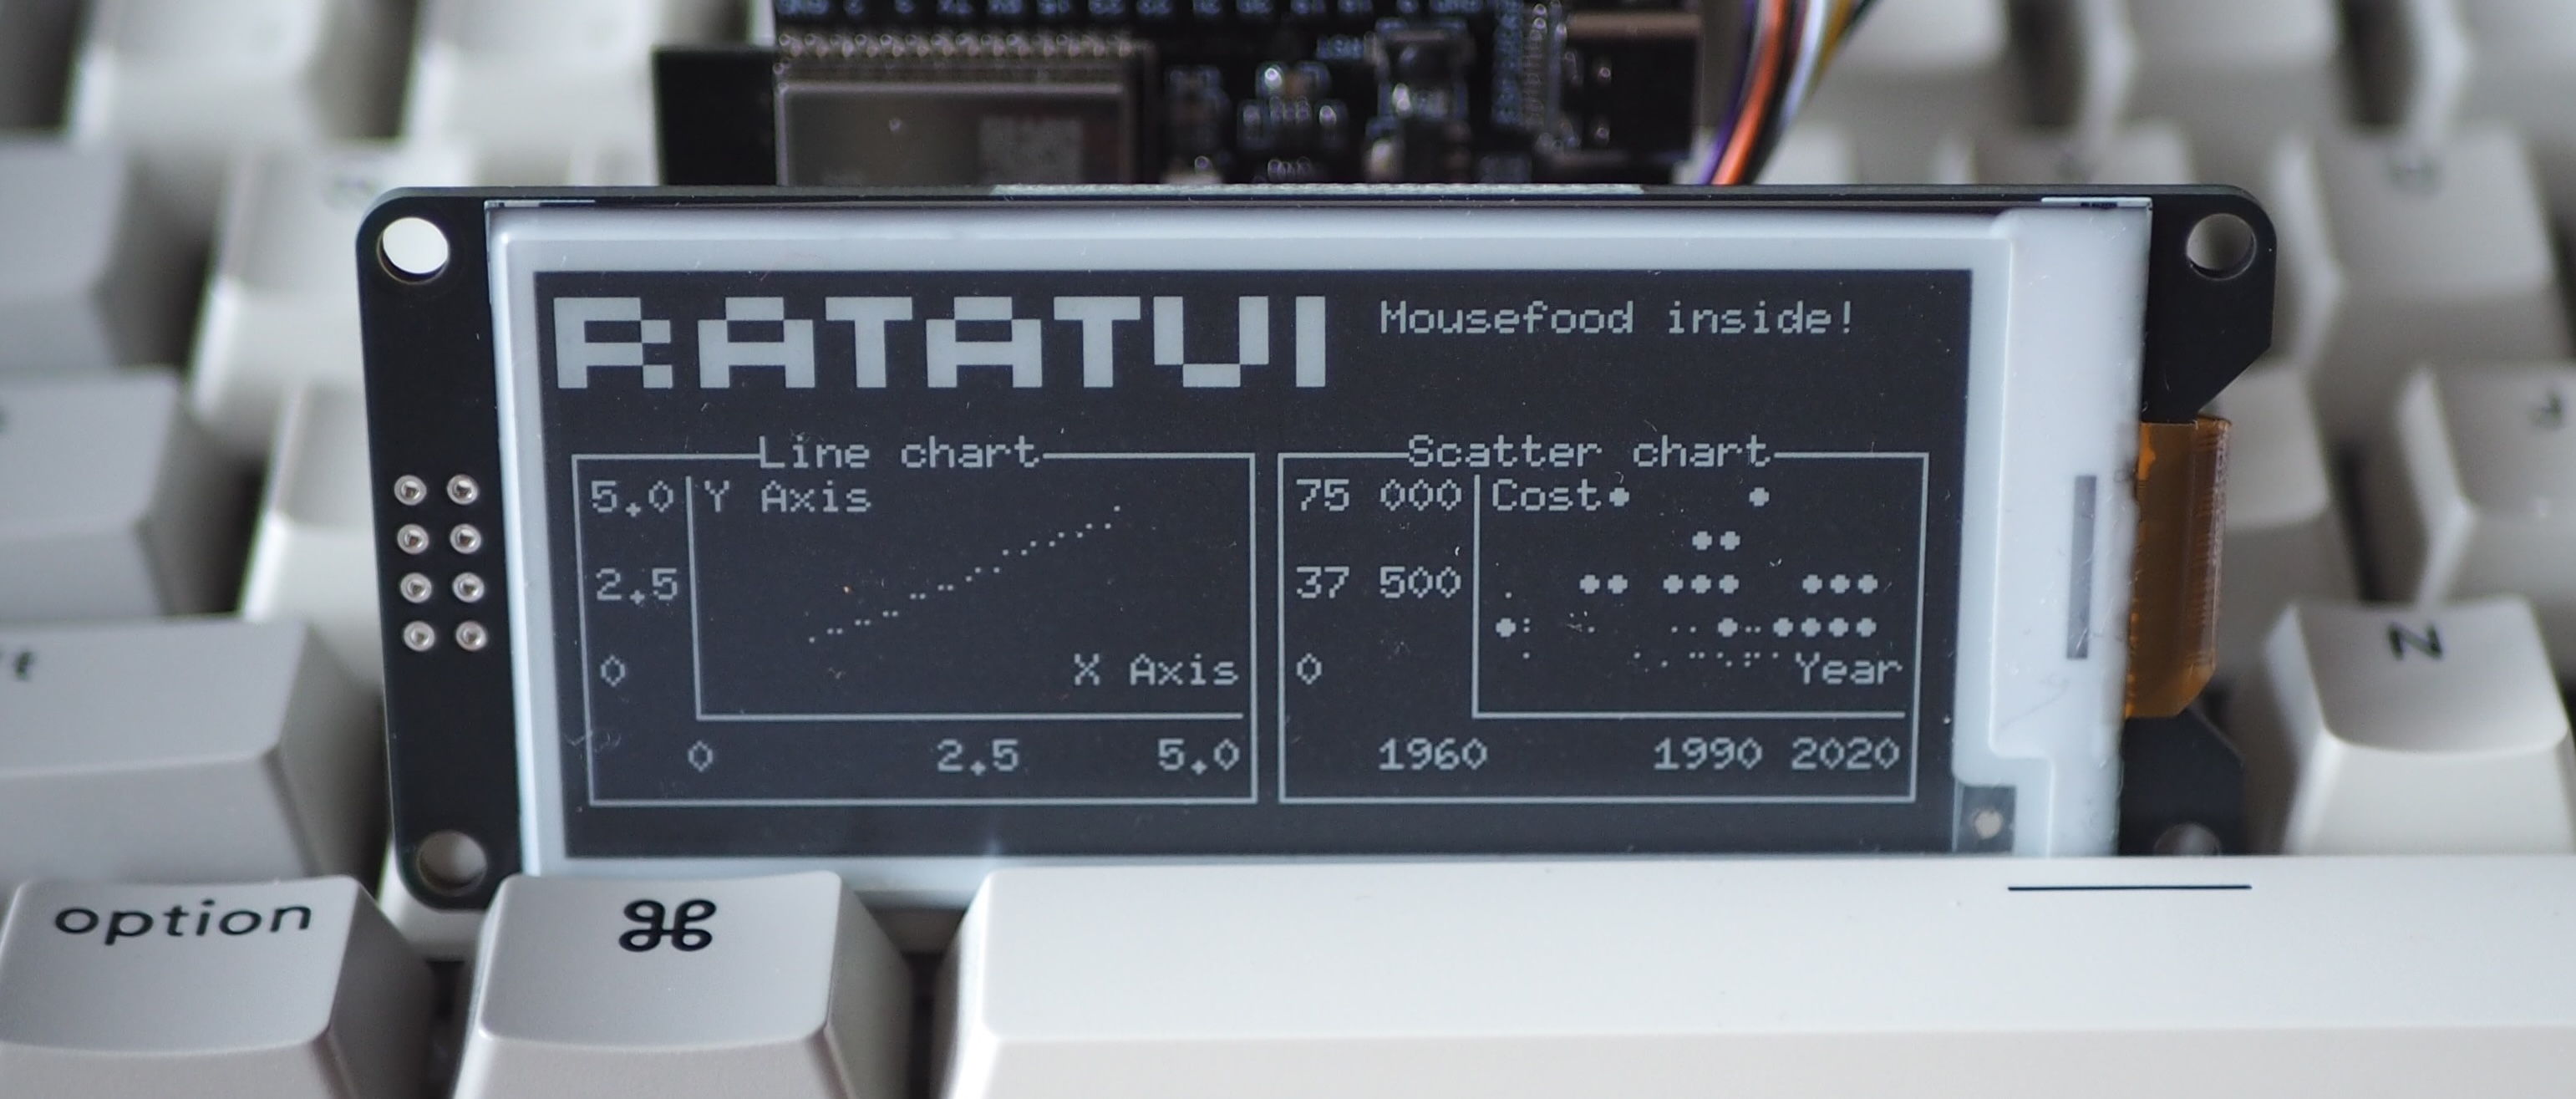 RATATUI
Mousefood inside!
Line chart
5.0
Y Axis
2.5
0
X Axis
0 2.5 5.0
Scatter chart
75 000
Cost
37 500
0
Year
1960 1990 2020
N
option
⌘